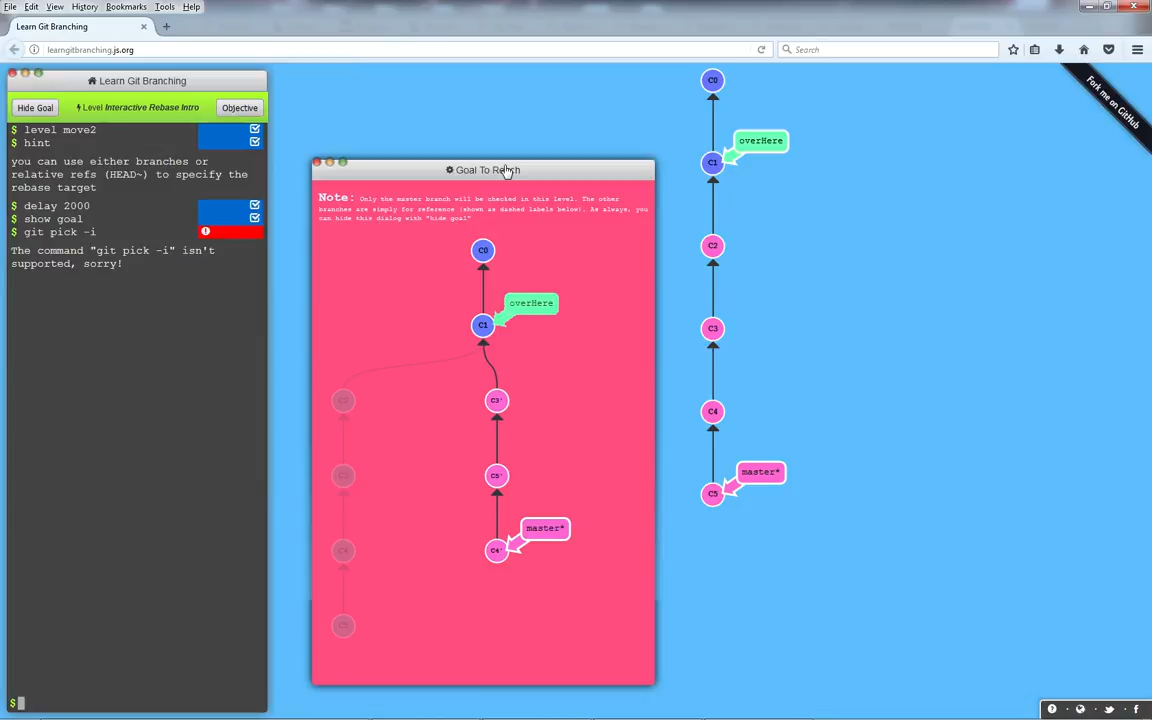 File Edit View History Bookmarks Tools Help
Learn Git Branching
learngitbranching.js.org
Search
Learn Git Branching
Hide Goal
Level Interactive Rebase Intro
Objective
$ level move2
$ hint
you can use either branches or
relative refs (HEAD~) to specify the
rebase target
$ delay 2000
$ show goal
$ git pick -i
The command "git pick -i" isn't
supported, sorry!
$
Goal To Reach
Note: Only the master branch will be checked in this level. The other
branches are simply for reference (shown as dashed labels below). As always, you
can hide this dialog with "hide goal"
C0
overHere
C1
C2
C3'
C3
C5'
master*
C4
C4'
C5
C0
overHere
C1
C2
C3
C4
master*
C5
Fork me on GitHub